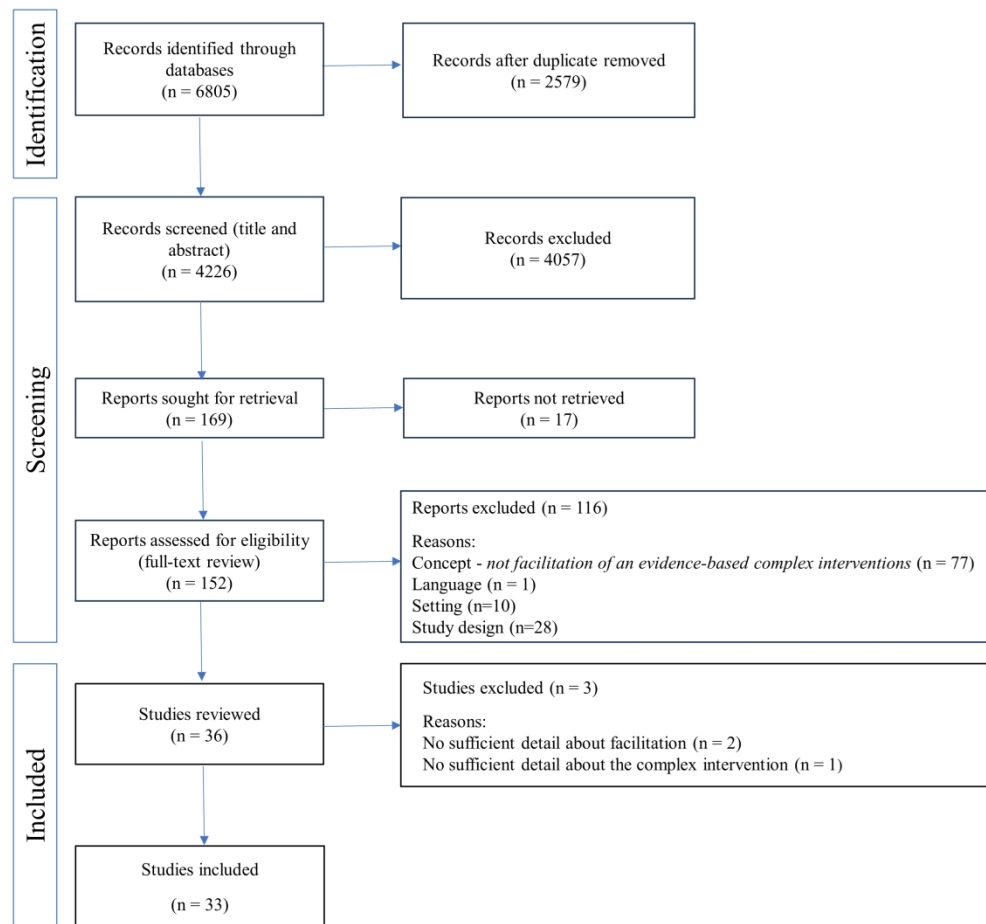 Identification
Records identified through
databases
(n = 6805)
Records after duplicate removed
(n = 2579)
Screening
Records screened (title and
abstract)
(n = 4226)
Records excluded
(n = 4057)
Reports sought for retrieval
(n = 169)
Reports not retrieved
(n = 17)
Reports assessed for eligibility
(full-text review)
(n = 152)
Reports excluded (n = 116)
Reasons:
Concept - not facilitation of an evidence-based complex interventions (n = 77)
Language (n = 1)
Setting (n=10)
Study design (n=28)
Included
Studies reviewed
(n = 36)
Studies excluded (n = 3)
Reasons:
No sufficient detail about facilitation (n = 2)
No sufficient detail about the complex intervention (n = 1)
Studies included
(n = 33)